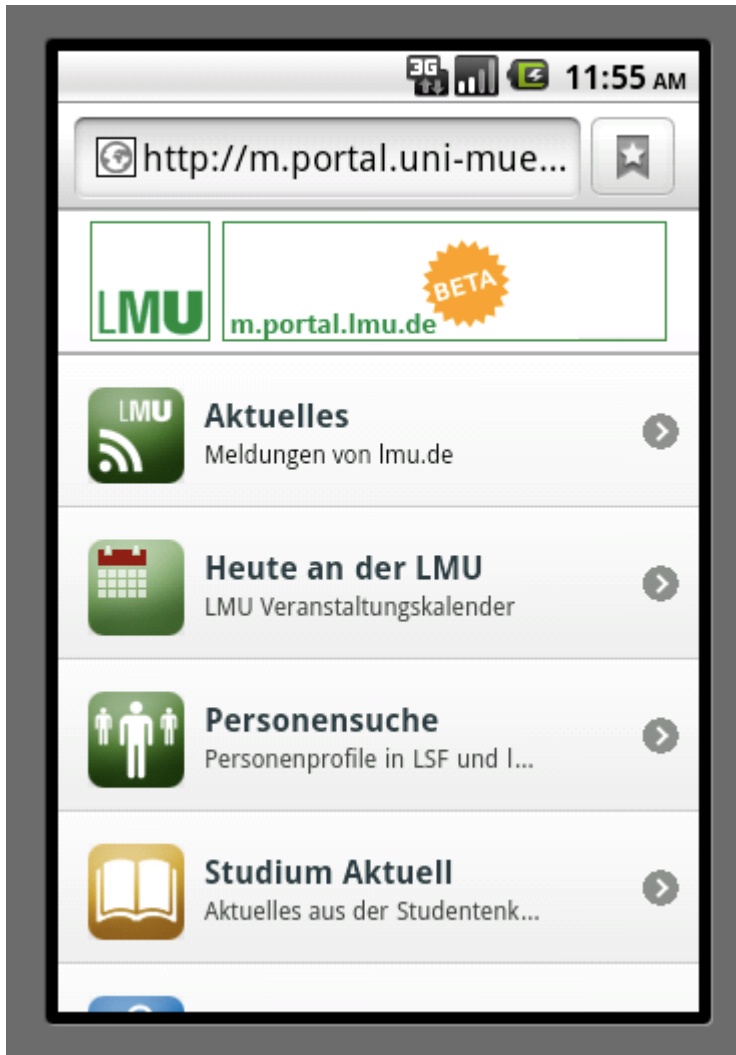 3G 11:55 AM
http://m.portal.uni-mue...
LMU
BETA
m.portal.lmu.de
LMU
Aktuelles
Meldungen von lmu.de
Heute an der LMU
LMU Veranstaltungskalender
Personensuche
Personenprofile in LSF und l...
Studium Aktuell
Aktuelles aus der Studentenk...